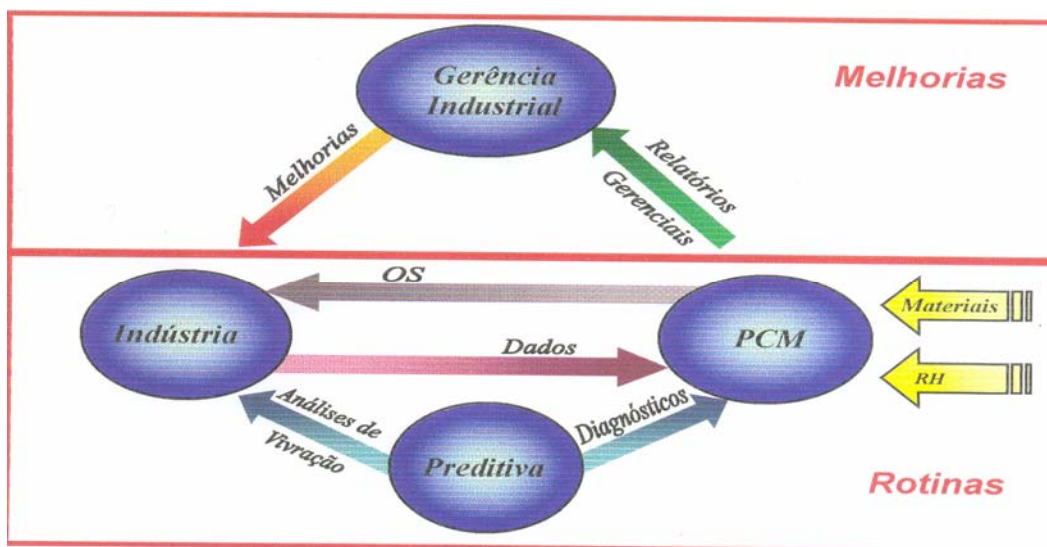 Gerência
Industrial
Melhorias
Melhorias
Relatórios
Gerenciais
OS
Indústria
Dados
PCM
Materiais
RH
Análises de
Vivração
Preditiva
Diagnósticos
Rotinas